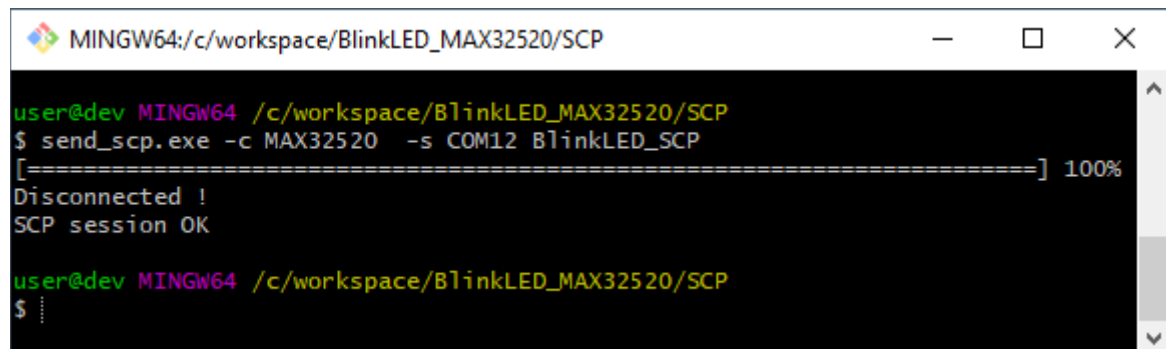 MINGW64:/c/workspace/BlinkLED_MAX32520/SCP
user@dev MINGW64 /c/workspace/BlinkLED_MAX32520/SCP
$ send_scp.exe -c MAX32520  -s COM12 BlinkLED_SCP
[========================================================================] 100%
Disconnected !
SCP session OK
user@dev MINGW64 /c/workspace/BlinkLED_MAX32520/SCP
$